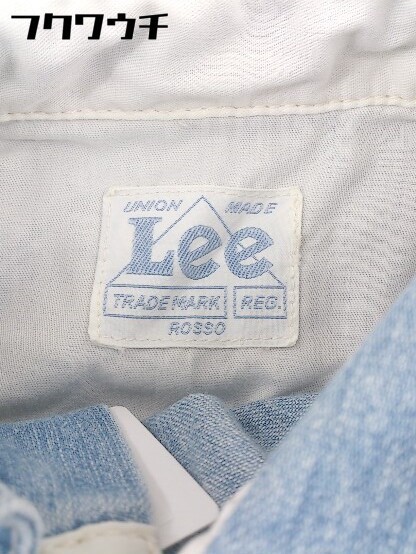 フクワウチ
UNION MADE
Lee
TRADEMARK REG.
ROSSO